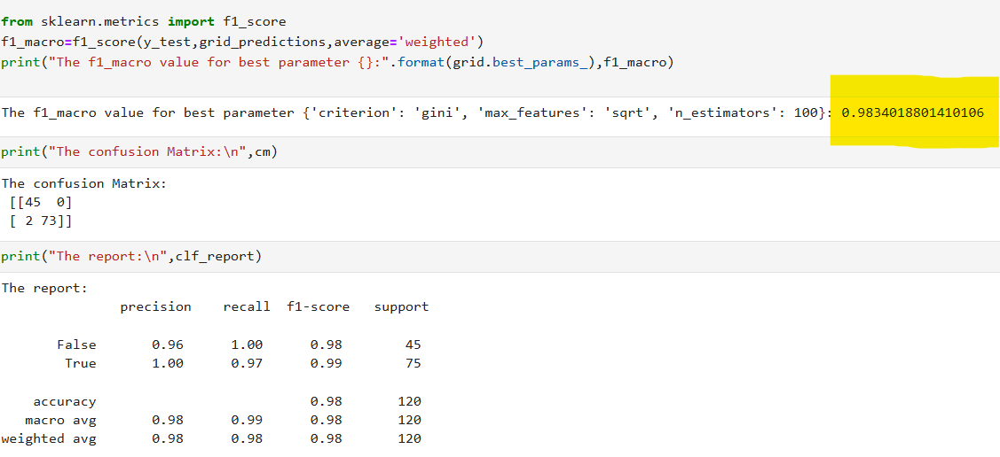 from sklearn.metrics import f1_score
f1_macro=f1_score(y_test,grid_predictions,average='weighted')
print("The f1_macro value for best parameter {}:".format(grid.best_params_),f1_macro)
The f1_macro value for best parameter {'criterion': 'gini', 'max_features': 'sqrt', 'n_estimators': 100}: 0.9834018801410106
print("The confusion Matrix:\n",cm)
The confusion Matrix:
[[45  0]
[ 2 73]]
print("The report:\n",clf_report)
The report:
precision    recall  f1-score   support
False       0.96      1.00      0.98        45
True       1.00      0.97      0.99        75
accuracy                           0.98       120
macro avg       0.98      0.99      0.98       120
weighted avg       0.98      0.98      0.98       120